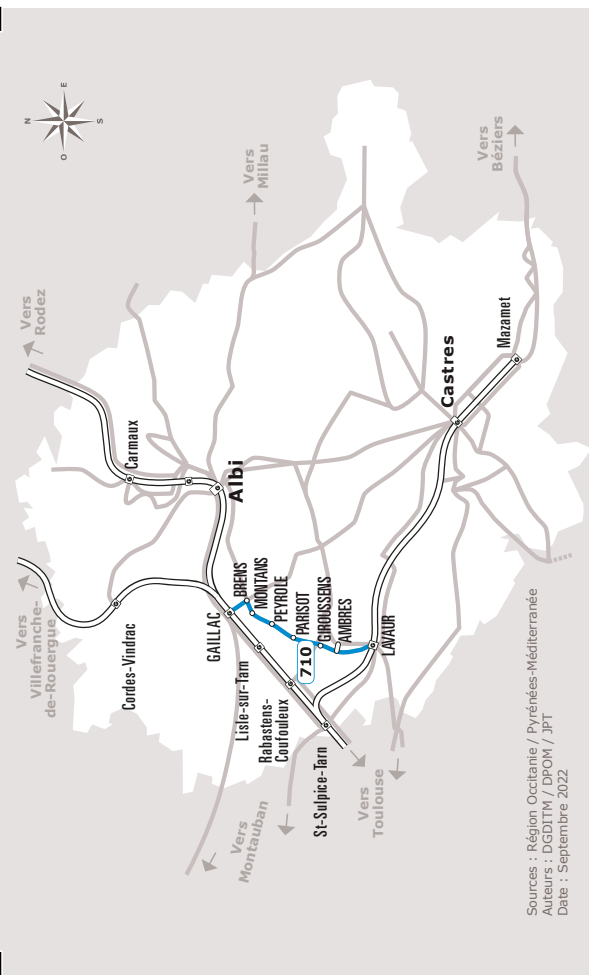 N
E
S
O
Vers
Rodez
Vers
Millau
Vers
Béziers
Vers
Villefranche-
de-Rouergue
Carmaux
Cordes-Vindrac
Albi
Castres
Mazamet
GAILLAC
BRENS
MONTANS
PEYROLE
PARISOT
GIROUSSENS
AMBRES
LAVAUR
710
Lisle-sur-Tarn
Rabastens-
Coufouleux
St-Sulpice-Tarn
Vers
Montauban
Vers
Toulouse
Sources : Région Occitanie / Pyrénées-Méditerranée
Auteurs : DGDITM / DPOM / JPT
Date : Septembre 2022